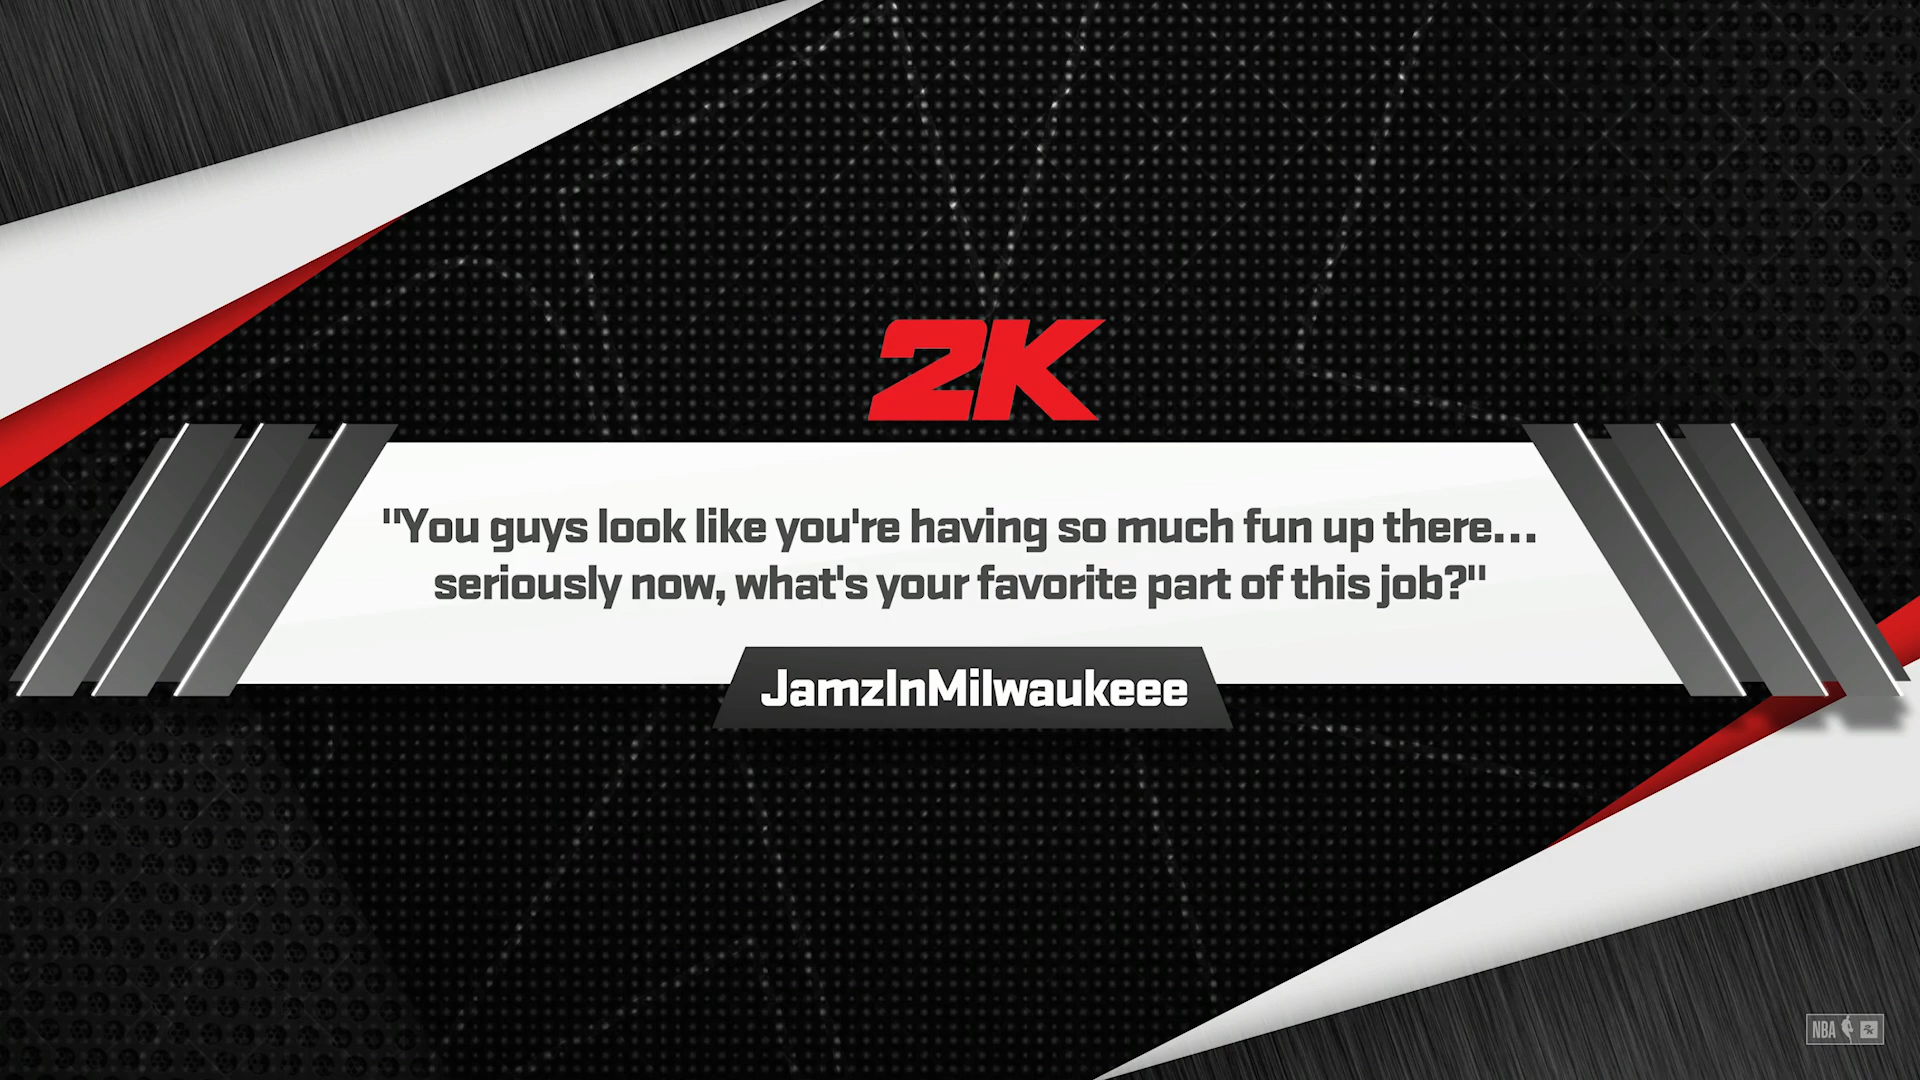 2K
"You guys look like you're having so much fun up there...
seriously now, what's your favorite part of this job?"
JamzInMilwaukeee
NBA 2K